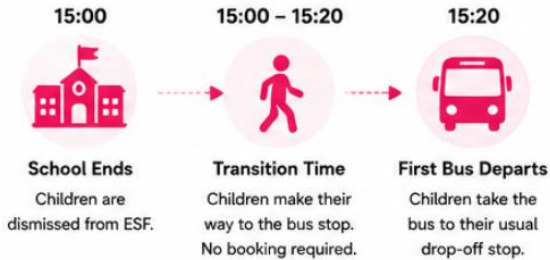 15:00
School Ends
Children are
dismissed from ESF.
15:00 – 15:20
Transition Time
Children make their
way to the bus stop.
No booking required.
15:20
First Bus Departs
Children take the
bus to their usual
drop-off stop.